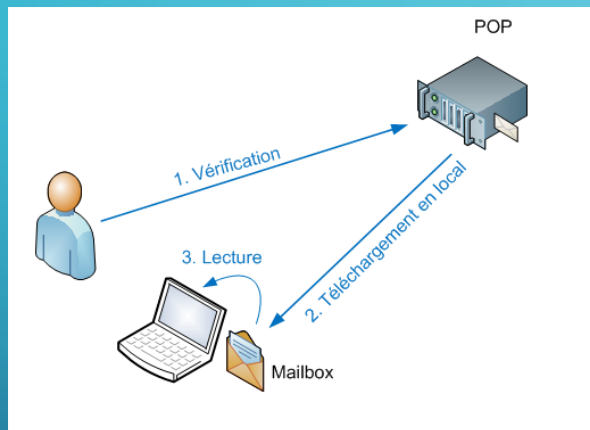 POP
1. Vérification
2. Téléchargement en local
3. Lecture
Mailbox